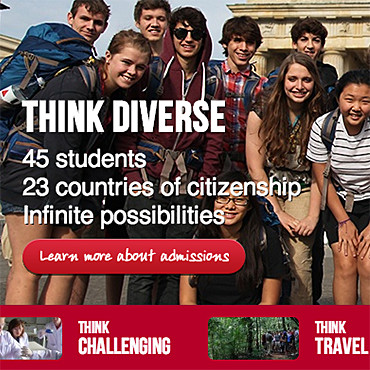 THINK DIVERSE
45 students
23 countries of citizenship
Infinite possibilities
Learn more about admissions
THINK
CHALLENGING
THINK
TRAVEL